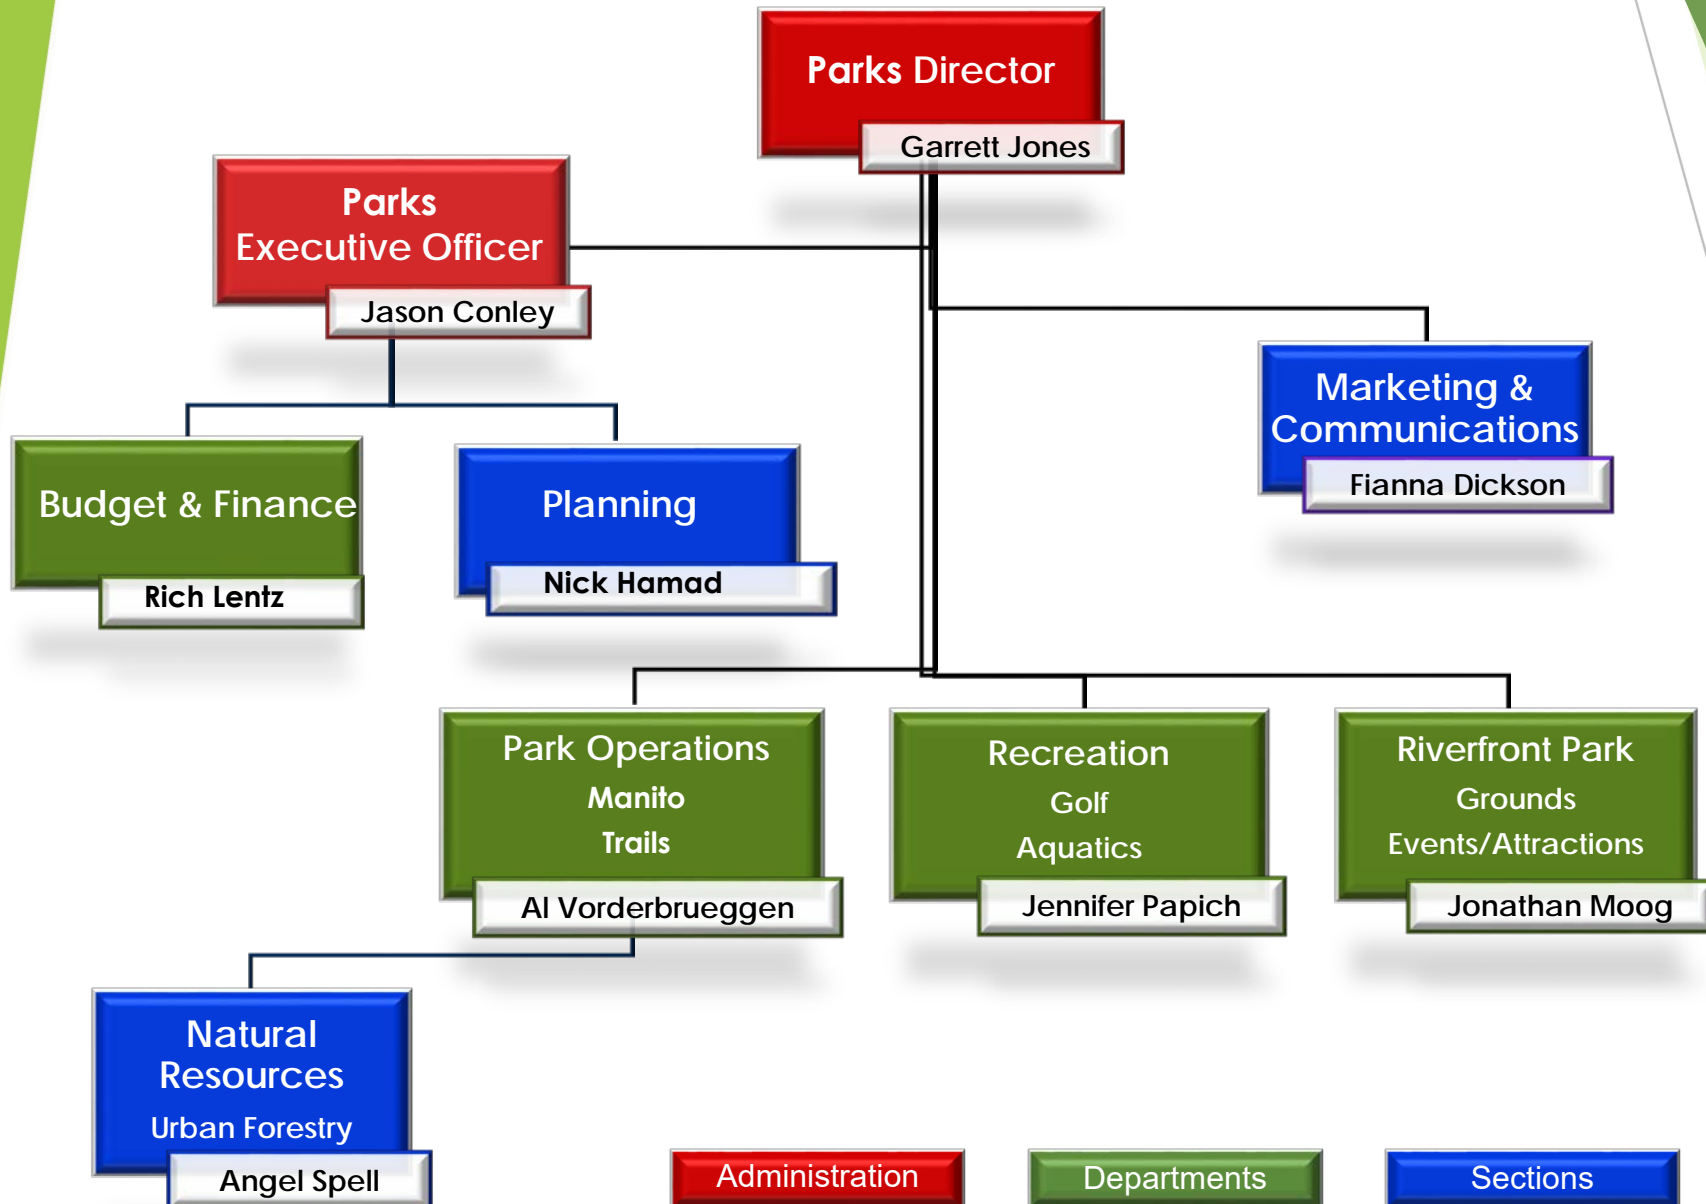 Parks Director
Garrett Jones
Parks
Executive Officer
Jason Conley
Marketing &
Communications
Fianna Dickson
Budget & Finance
Rich Lentz
Planning
Nick Hamad
Park Operations
Manito
Trails
Al Vorderbrueggen
Recreation
Golf
Aquatics
Jennifer Papich
Riverfront Park
Grounds
Events/Attractions
Jonathan Moog
Natural
Resources
Urban Forestry
Angel Spell
Administration
Departments
Sections